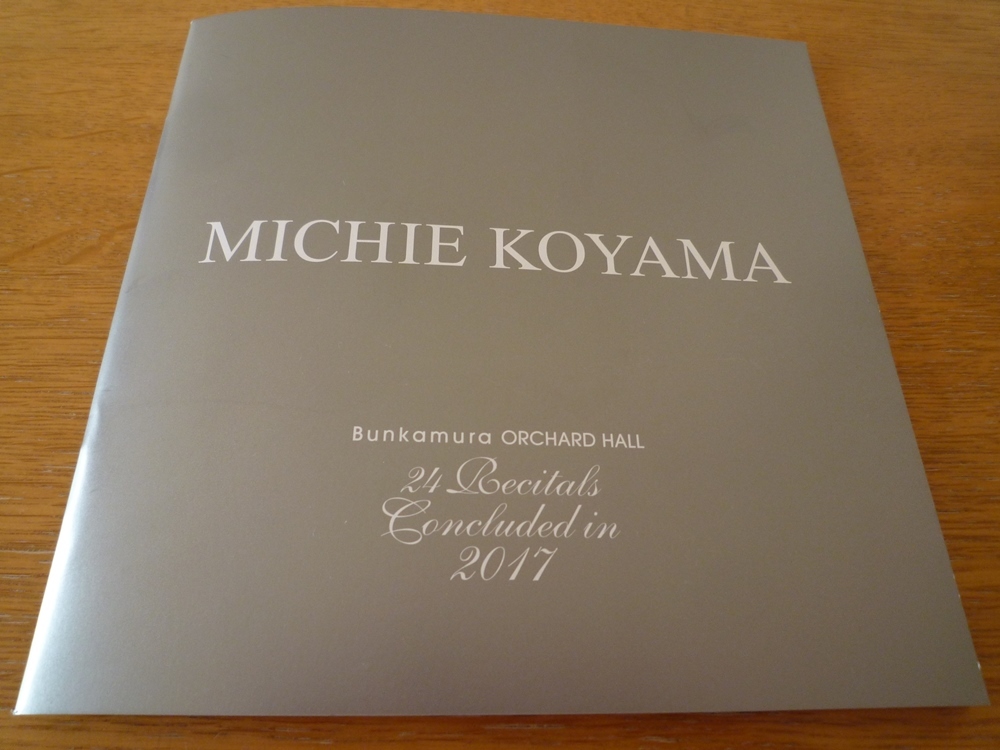 MICHIE KOYAMA
Bunkamura ORCHARD HALL
24 Recitals
Concluded in
2017